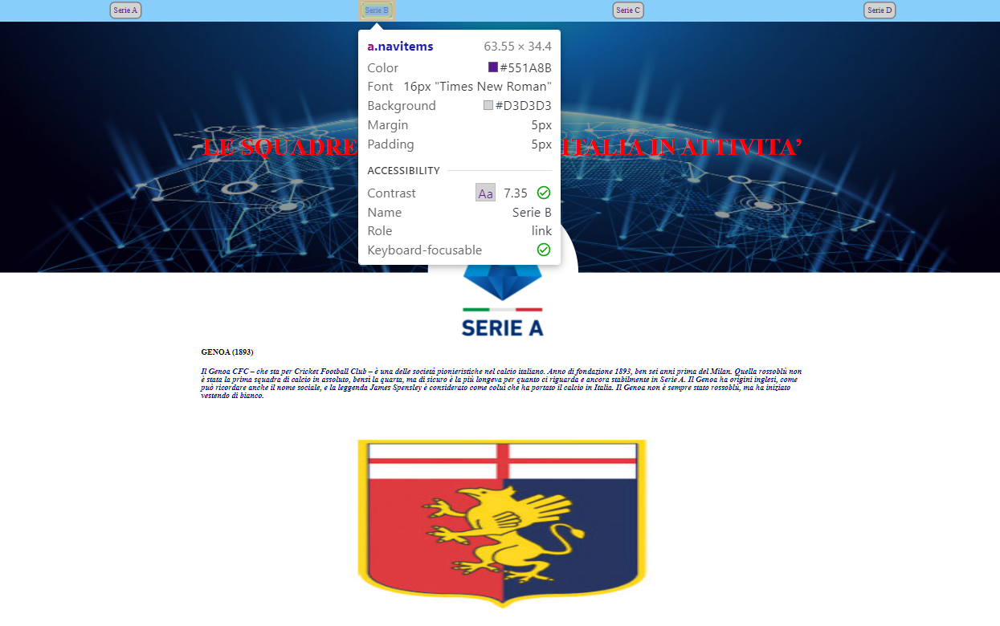 Serie A
Serie B
Serie C
Serie D
a.navitems 63.55 × 34.4
Color #551A8B
Font 16px "Times New Roman"
Background #D3D3D3
Margin 5px
Padding 5px
LE SQUADRE ITALIA IN ATTIVITA’
ACCESSIBILITY
Contrast Aa 7.35
Name Serie B
Role link
Keyboard-focusable
SERIE A
GENOA (1893)
Il Genoa CFC – che sta per Cricket Football Club – è una delle società pionieristiche nel calcio italiano. Anno di fondazione 1893, ben sei anni prima del Milan. Quella rossoblù non
è stata la prima squadra di calcio in assoluto, bensì la quarta, ma di sicuro è la più longeva per quanto ci riguarda e ancora stabilmente in Serie A. Il Genoa ha origini inglesi, come
può ricordare anche il nome sociale, e la leggenda James Spensley è considerato come colui che ha portato il calcio in Italia. Il Genoa non è sempre stato rossoblù, ma ha iniziato
vestendo di bianco.